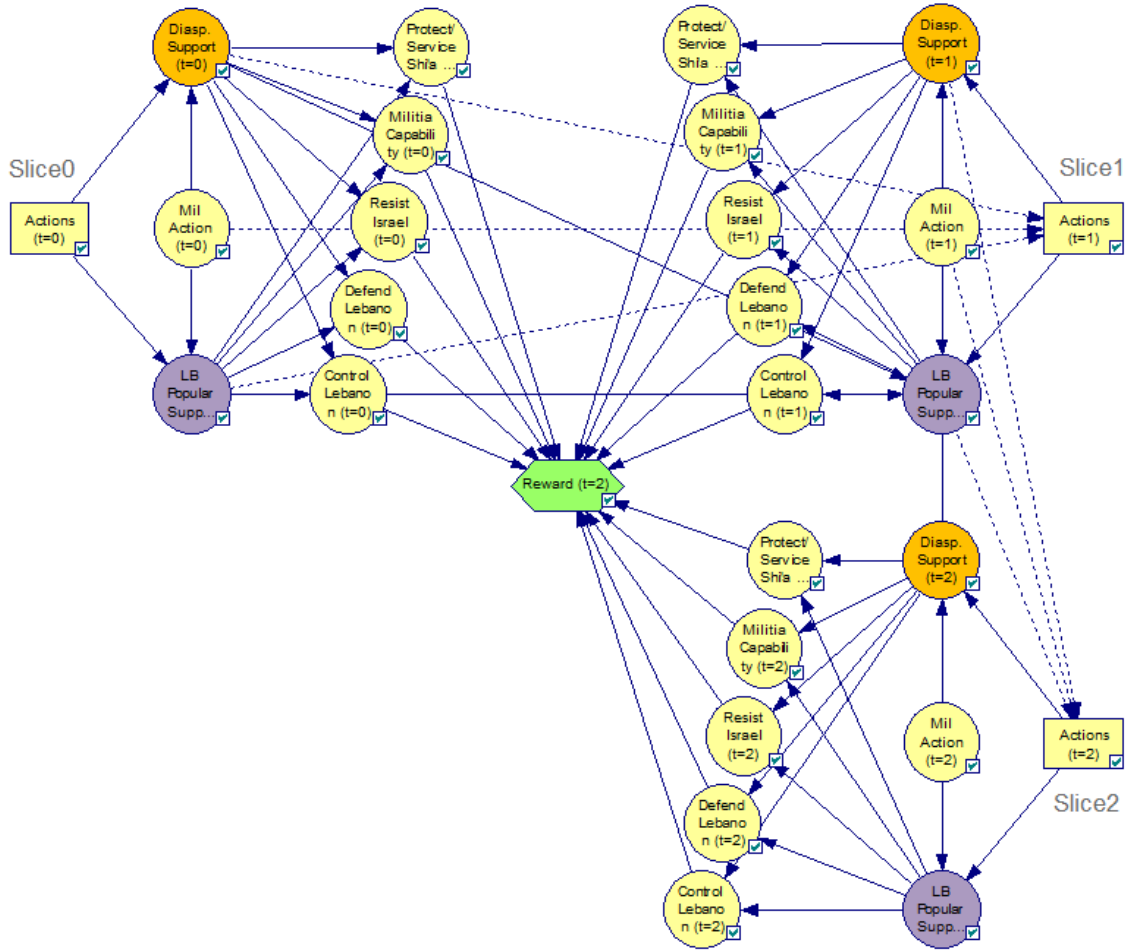 Diasp.
Support
(t=0)
Protect/
Service
Shi'a ...
Militia
Capabili
ty (t=0)
Slice0
Actions
(t=0)
Mil
Action
(t=0)
Resist
Israel
(t=0)
Defend
Lebano
n (t=0)
LB
Popular
Supp...
Control
Lebano
n (t=0)
Protect/
Service
Shi'a ...
Diasp.
Support
(t=1)
Militia
Capabili
ty (t=1)
Slice1
Resist
Israel
(t=1)
Mil
Action
(t=1)
Actions
(t=1)
Defend
Lebano
n (t=1)
Control
Lebano
n (t=1)
LB
Popular
Supp...
Reward (t=2)
Protect/
Service
Shi'a ...
Diasp.
Support
(t=2)
Militia
Capabili
ty (t=2)
Resist
Israel
(t=2)
Mil
Action
(t=2)
Actions
(t=2)
Slice2
Defend
Lebano
n (t=2)
Control
Lebano
n (t=2)
LB
Popular
Supp...